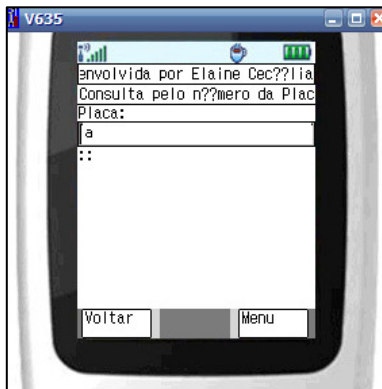 V635
envolvida por Elaine Cec??lia
Consulta pelo n??mero da Plac
Placa:
a
::
Voltar
Menu